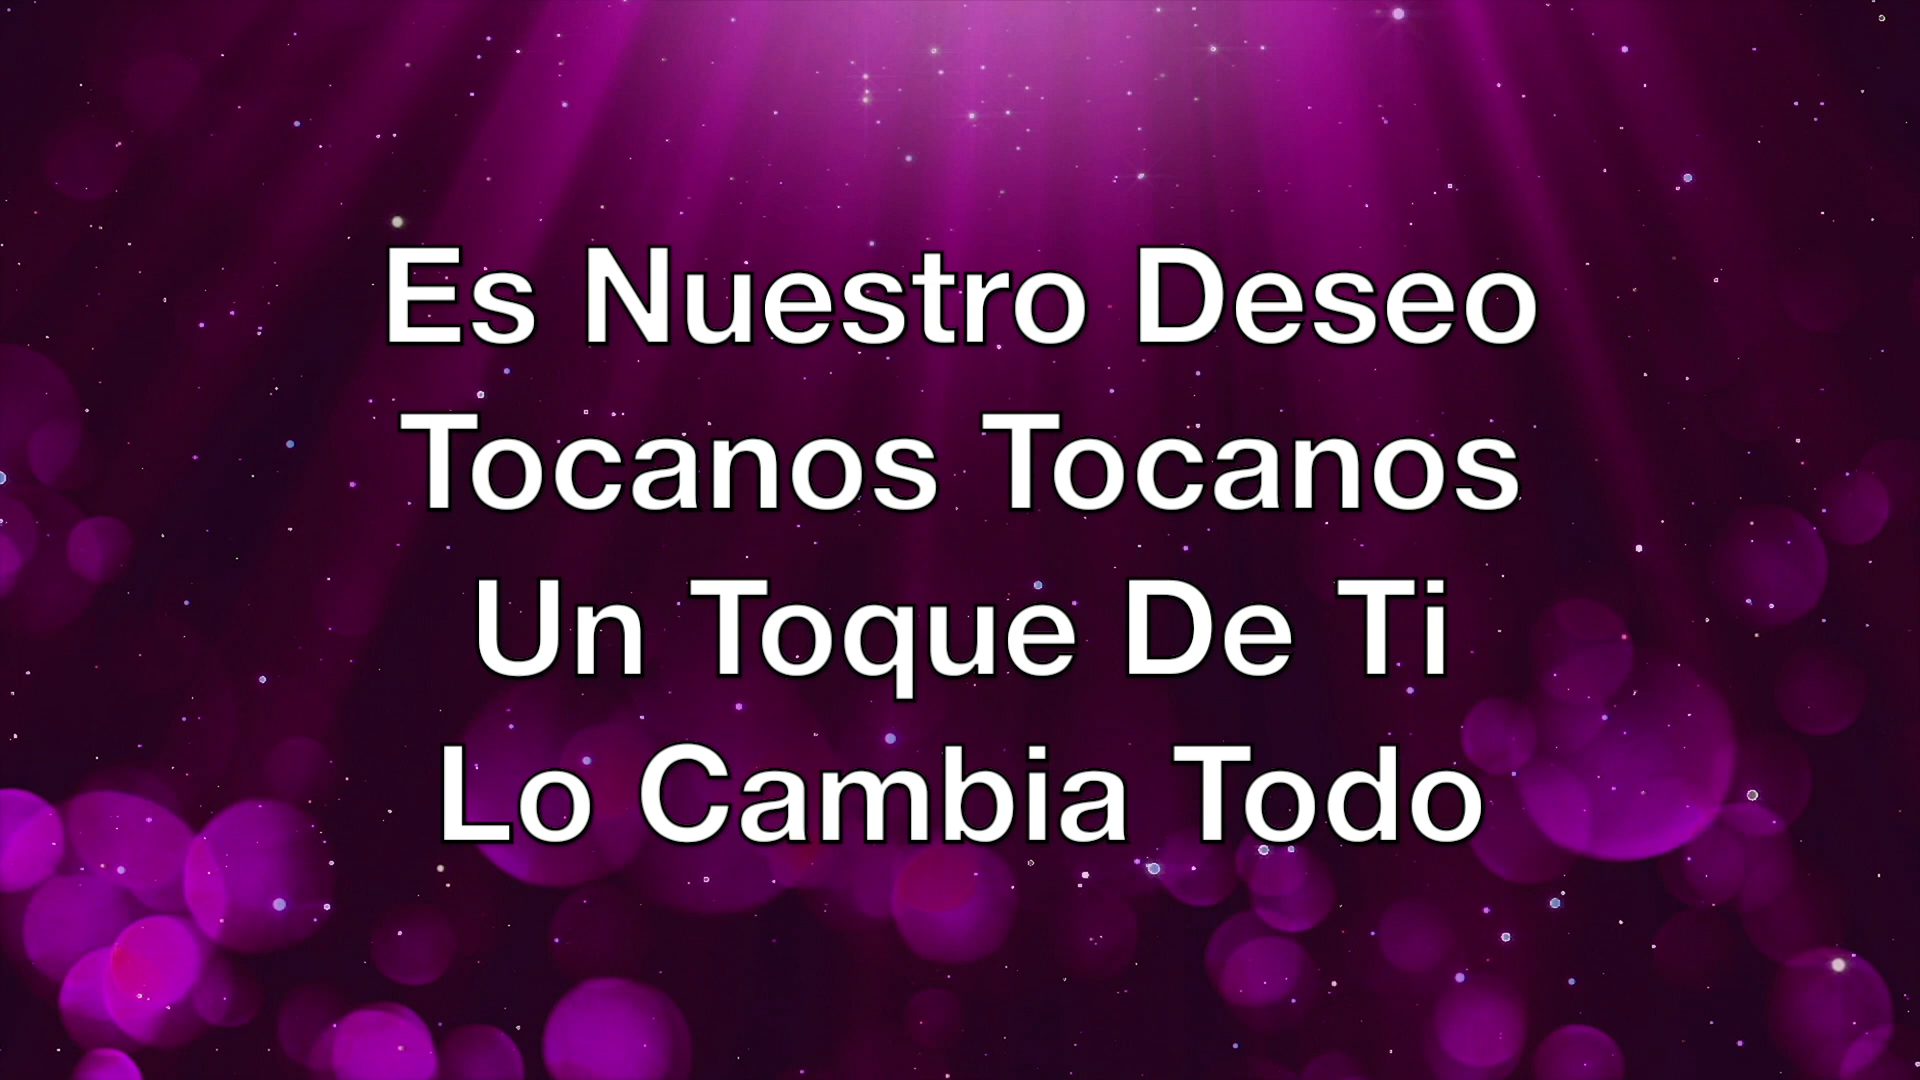 Es Nuestro Deseo
Tocanos Tocanos
Un Toque De Ti
Lo Cambia Todo